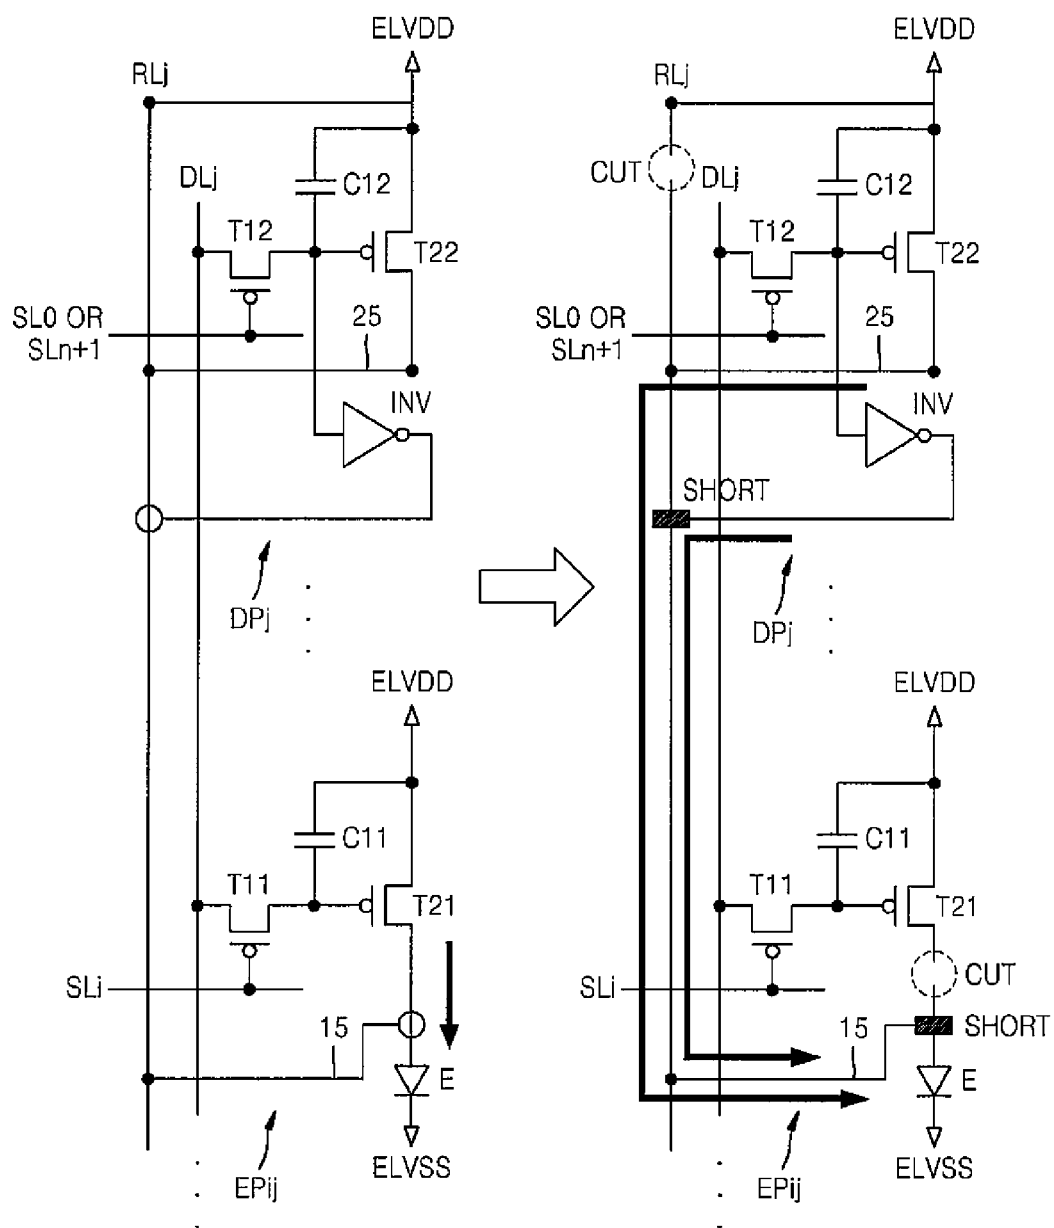 ELVDD
RLj
DLj
C12
T12
T22
SL0 OR
SLn+1
25
INV
DPj
ELVDD
C11
T11
T21
SLi
15
E
ELVSS
EPij
ELVDD
RLj
CUT
DLj
C12
T12
T22
SL0 OR
SLn+1
25
INV
SHORT
DPj
ELVDD
C11
T11
T21
SLi
CUT
15
SHORT
E
ELVSS
EPij